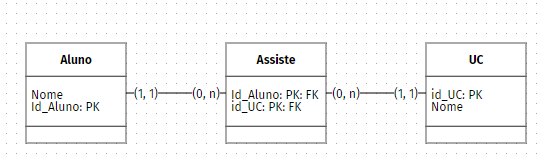 Aluno
Nome
Id_Aluno: PK
(1, 1)
(0, n)
Assiste
Id_Aluno: PK: FK
id_UC: PK: FK
(0, n)
(1, 1)
UC
id_UC: PK
Nome